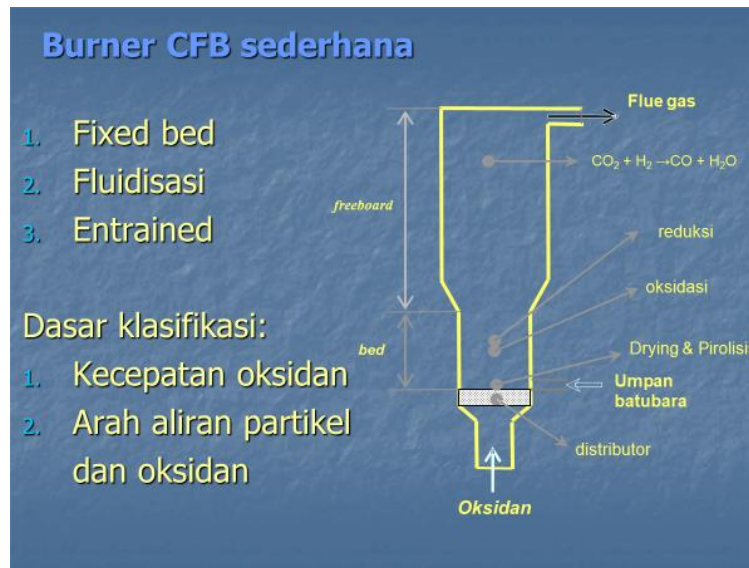 Burner CFB sederhana
1. Fixed bed
2. Fluidisasi
3. Entrained
Dasar klasifikasi:
1. Kecepatan oksidan
2. Arah aliran partikel
dan oksidan
Flue gas
CO₂ + H₂ →CO + H₂O
freeboard
reduksi
oksidasi
bed
Drying & Pirolisi
Umpan
batubara
distributor
Oksidan